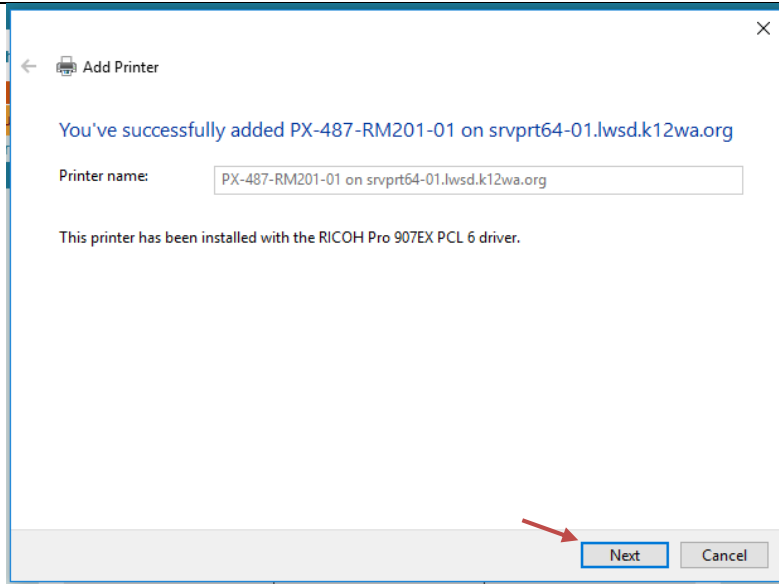 Add Printer
You've successfully added PX-487-RM201-01 on srvprt64-01.lwsd.k12wa.org
Printer name: PX-487-RM201-01 on srvprt64-01.lwsd.k12wa.org
This printer has been installed with the RICOH Pro 907EX PCL 6 driver.
Next Cancel